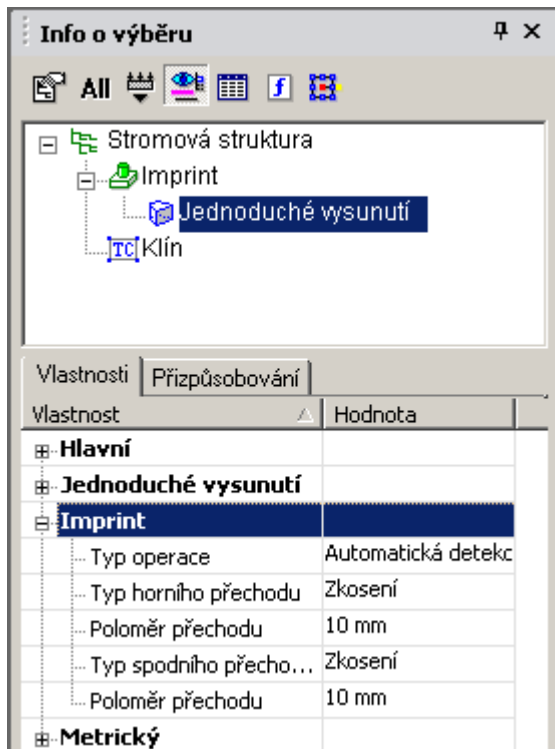 Info o výběru
All
f
Stromová struktura
Imprint
Jednoduché vysunutí
TC Klín
Vlastnosti Přizpůsobování
Vlastnost Hodnota
Hlavní
Jednoduché vysunutí
Imprint
Typ operace Automatická detekc
Typ horního přechodu Zkosení
Poloměr přechodu 10 mm
Typ spodního přecho... Zkosení
Poloměr přechodu 10 mm
Metrický